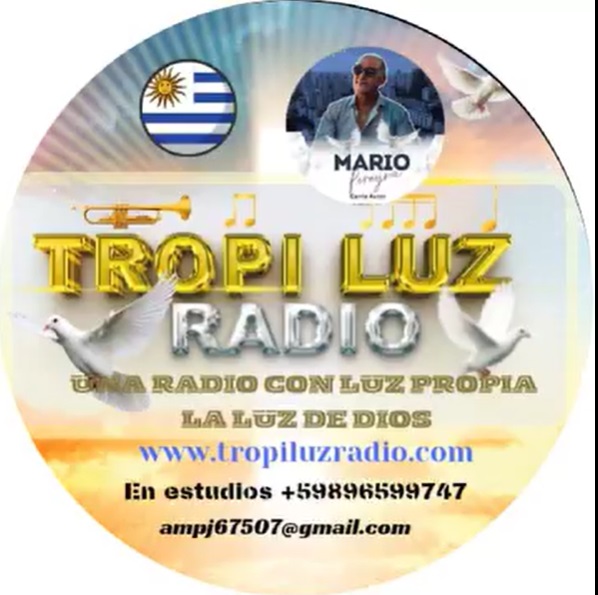 MARIO
Pereyra
TROPI LUZ
RADIO
UNA RADIO CON LUZ PROPIA
LA LUZ DE DIOS
www.tropiluzradio.com
En estudios +59896599747
ampj67507@gmail.com